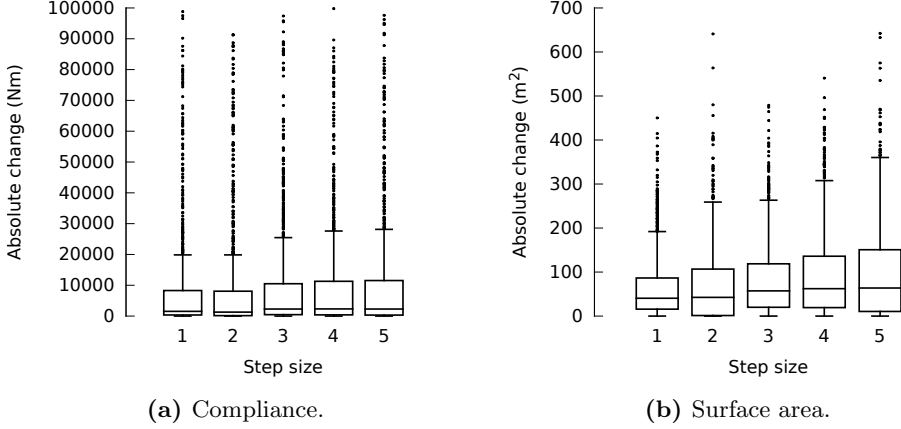 Absolute change (Nm)
100000
90000
80000
70000
60000
50000
40000
30000
20000
10000
0
1 2 3 4 5
Step size
(a) Compliance.
Absolute change (m²)
700
600
500
400
300
200
100
0
1 2 3 4 5
Step size
(b) Surface area.